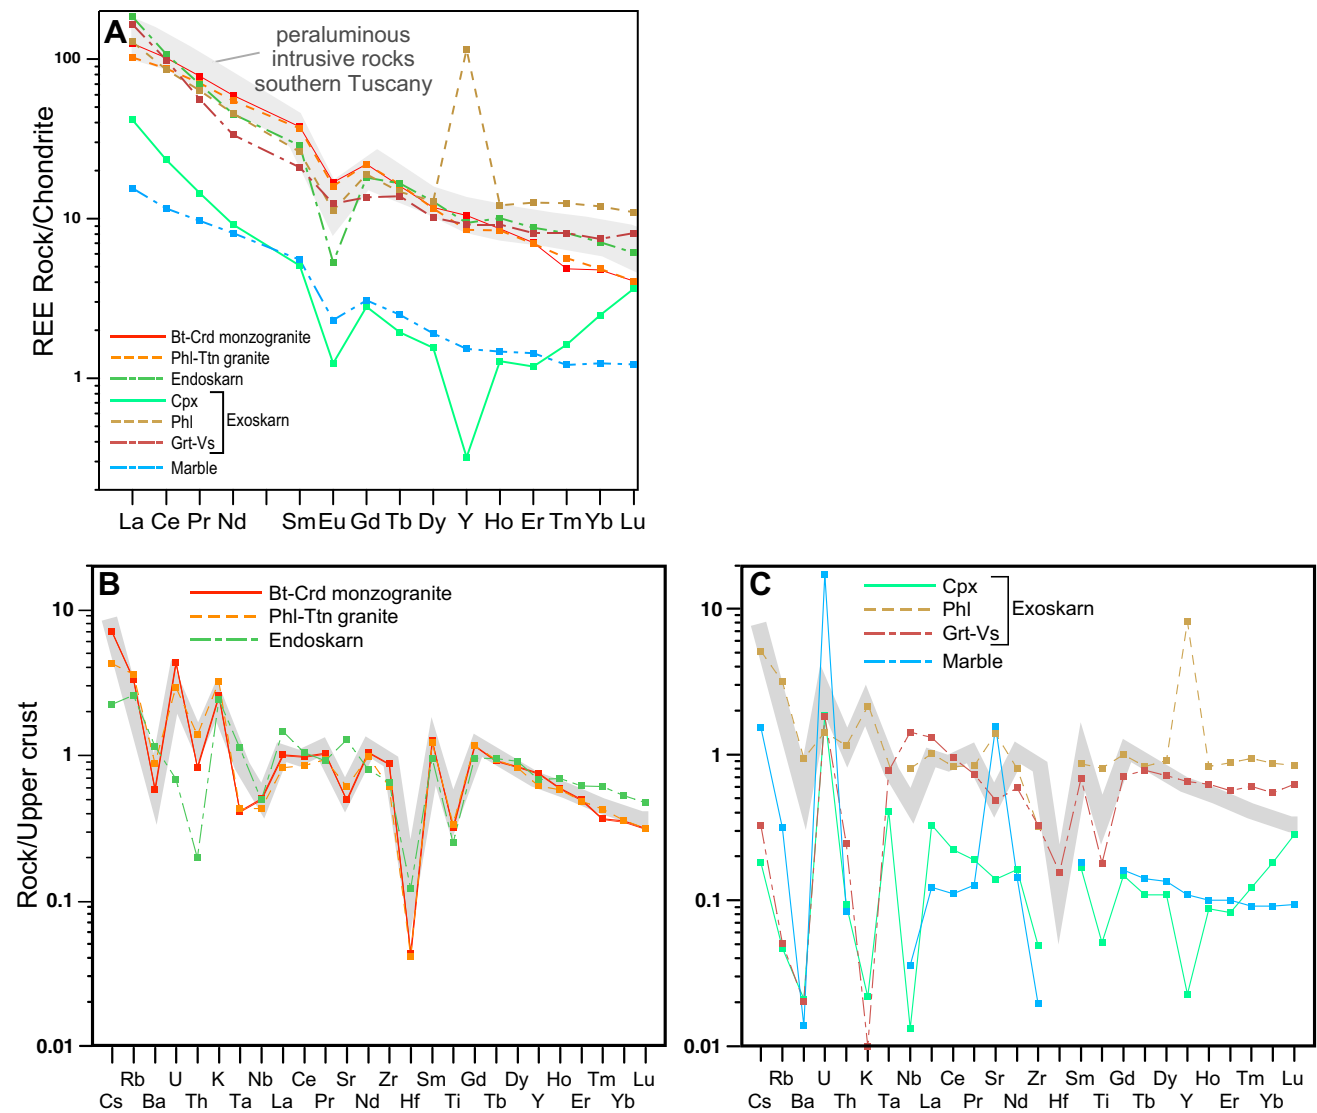 A
peraluminous
intrusive rocks
southern Tuscany
REE Rock/Chondrite
100
10
1
Bt-Crd monzogranite
Phl-Ttn granite
Endoskarn
Cpx
Phl
Grt-Vs
Exoskarn
Marble
La Ce Pr Nd Sm Eu Gd Tb Dy Y Ho Er Tm Yb Lu
B
Bt-Crd monzogranite
Phl-Ttn granite
Endoskarn
Rock/Upper crust
10
1
0.1
0.01
Rb U K Nb Ce Sr Zr Sm Gd Dy Ho Tm Lu
Cs Ba Th Ta La Pr Nd Hf Ti Tb Y Er Yb
C
Cpx
Phl
Grt-Vs
Exoskarn
Marble
10
1
0.1
0.01
Rb U K Nb Ce Sr Zr Sm Gd Dy Ho Tm Lu
Cs Ba Th Ta La Pr Nd Hf Ti Tb Y Er Yb